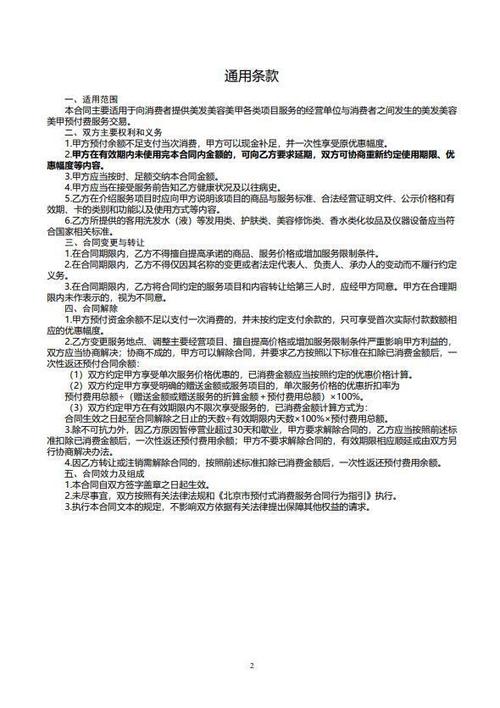 通用条款
一、适用范围
本合同主要适用于向消费者提供美发美容美甲各类项目服务的经营单位与消费者之间发生的美发美容
美甲预付费服务交易。
二、双方主要权利和义务
1.甲方预付余额不足支付当次消费，甲方可以现金补足，并一次性享受原优惠幅度。
2.甲方在有效期内未使用完本合同内金额的，可向乙方要求延期，双方可协商重新约定使用期限、优
惠幅度等内容。
3.甲方应当按时、足额交纳本合同金额。
4.甲方应当在接受服务前告知乙方健康状况及以往病史。
5.乙方在介绍服务项目时应向甲方说明该项目的商品与服务标准、合法经营证明文件、公示价格和有
效期、卡的类别和功能以及使用方式等内容。
6.乙方所提供的客用洗发水（液）等发用类、护肤类、美容修饰类、香水类化妆品及仪器设备应当符
合国家相关标准。
三、合同变更与转让
1.在合同期限内，乙方不得擅自提高承诺的商品、服务价格或增加服务限制条件。
2.在合同期限内，乙方不得仅因其名称的变更或者法定代表人、负责人、承办人的变动而不履行约定
义务。
3.在合同期限内，乙方将合同约定的服务项目和内容转让给第三人时，应经甲方同意。甲方在合理期
限内未作表示的，视为不同意。
四、合同解除
1.甲方预付资金余额不足以支付一次消费的，并未按约定支付余款的，只可享受首次实际付款数额相
应的优惠幅度。
2.乙方变更服务地点、调整主要经营项目、擅自提高价格或增加服务限制条件严重影响甲方利益的，
双方应当协商解决；协商不成的，甲方可以解除合同，并要求乙方按照以下标准在扣除已消费金额后，一
次性返还预付合同余额：
（1）双方约定甲方享受单次服务价格优惠的，已消费金额应当按照约定的优惠价格计算。
（2）双方约定甲方享受明确的赠送金额或服务项目的，单次服务价格的优惠折扣率为
预付费用总额÷（赠送金额或赠送服务的折算金额＋预付费用总额）×100%。
（3）双方约定甲方在有效期限内不限次享受服务的，已消费金额计算方式为：
合同生效之日起至合同解除之日止的天数÷有效期限内天数×100%×预付费用总额。
3.除不可抗力外，因乙方原因暂停营业超过30天和歇业，甲方要求解除合同的，乙方应当按照前述标
准扣除已消费金额后，一次性返还预付费用余额；甲方不要求解除合同的，有效期限相应顺延或由双方另
行协商解决办法。
4.因乙方转让或注销需解除合同的，按照前述标准扣除已消费金额后，一次性返还预付费用余额。
五、合同效力及组成
1.本合同自双方签字盖章之日起生效。
2.未尽事宜，双方按照有关法律法规和《北京市预付式消费服务合同行为指引》执行。
3.执行本合同文本的规定，不影响双方依据有关法律提出保障其他权益的请求。
2